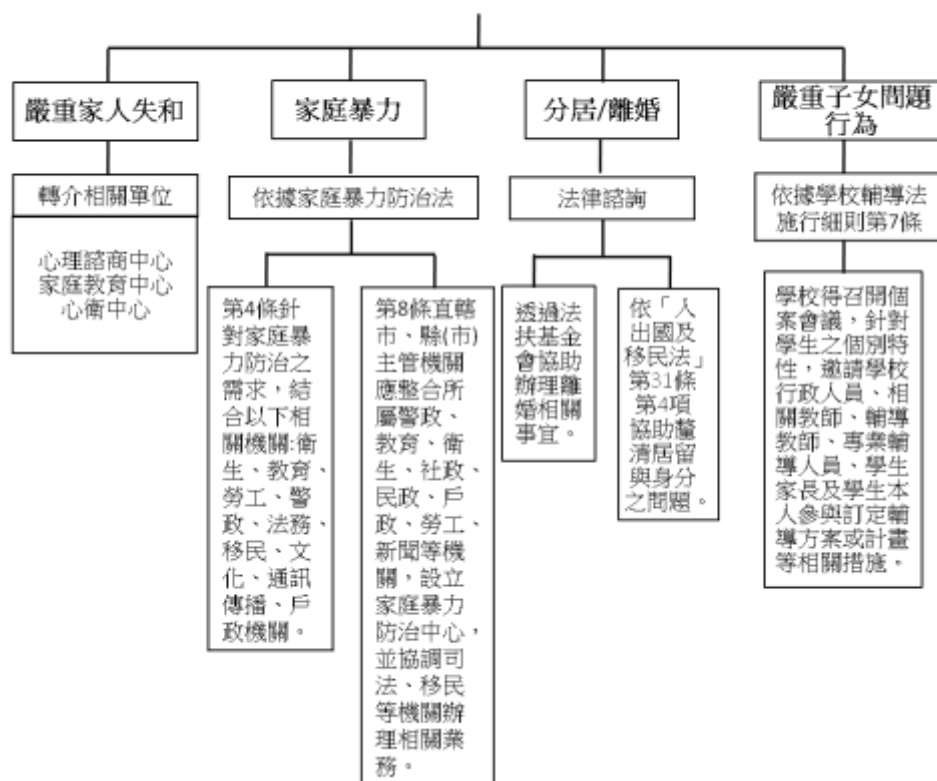 嚴重家人失和
轉介相關單位
心理諮商中心
家庭教育中心
心衛中心
家庭暴力
依據家庭暴力防治法
第4條針
對家庭暴
力防治之
需求，結
合以下相
關機關:衛
生、教育、
勞工、警
政、法務、
移民、文
化、通訊
傳播、戶
政機關。
第8條直轄
市、縣(市)
主管機關
應整合所
屬警政、
教育、衛
生、社政、
民政、戶
政、勞工、
新聞等機
關，設立
家庭暴力
防治中心，
並協調司
法、移民
等機關辦
理相關業
務。
分居/離婚
法律諮詢
透過法
扶基金
會協助
辦理離
婚相關
事宜。
依「入
出國及
移民法」
第31條
第4項
協助釐
清居留
與身分
之問題。
嚴重子女問題
行為
依據學校輔導法
施行細則第7條
學校得召開個
案會議，針對
學生之個別特
性，邀請學校
行政人員、相
關教師、輔導
教師、專業輔
導人員、學生
家長及學生本
人參與訂定輔
導方案或計畫
等相關措施。